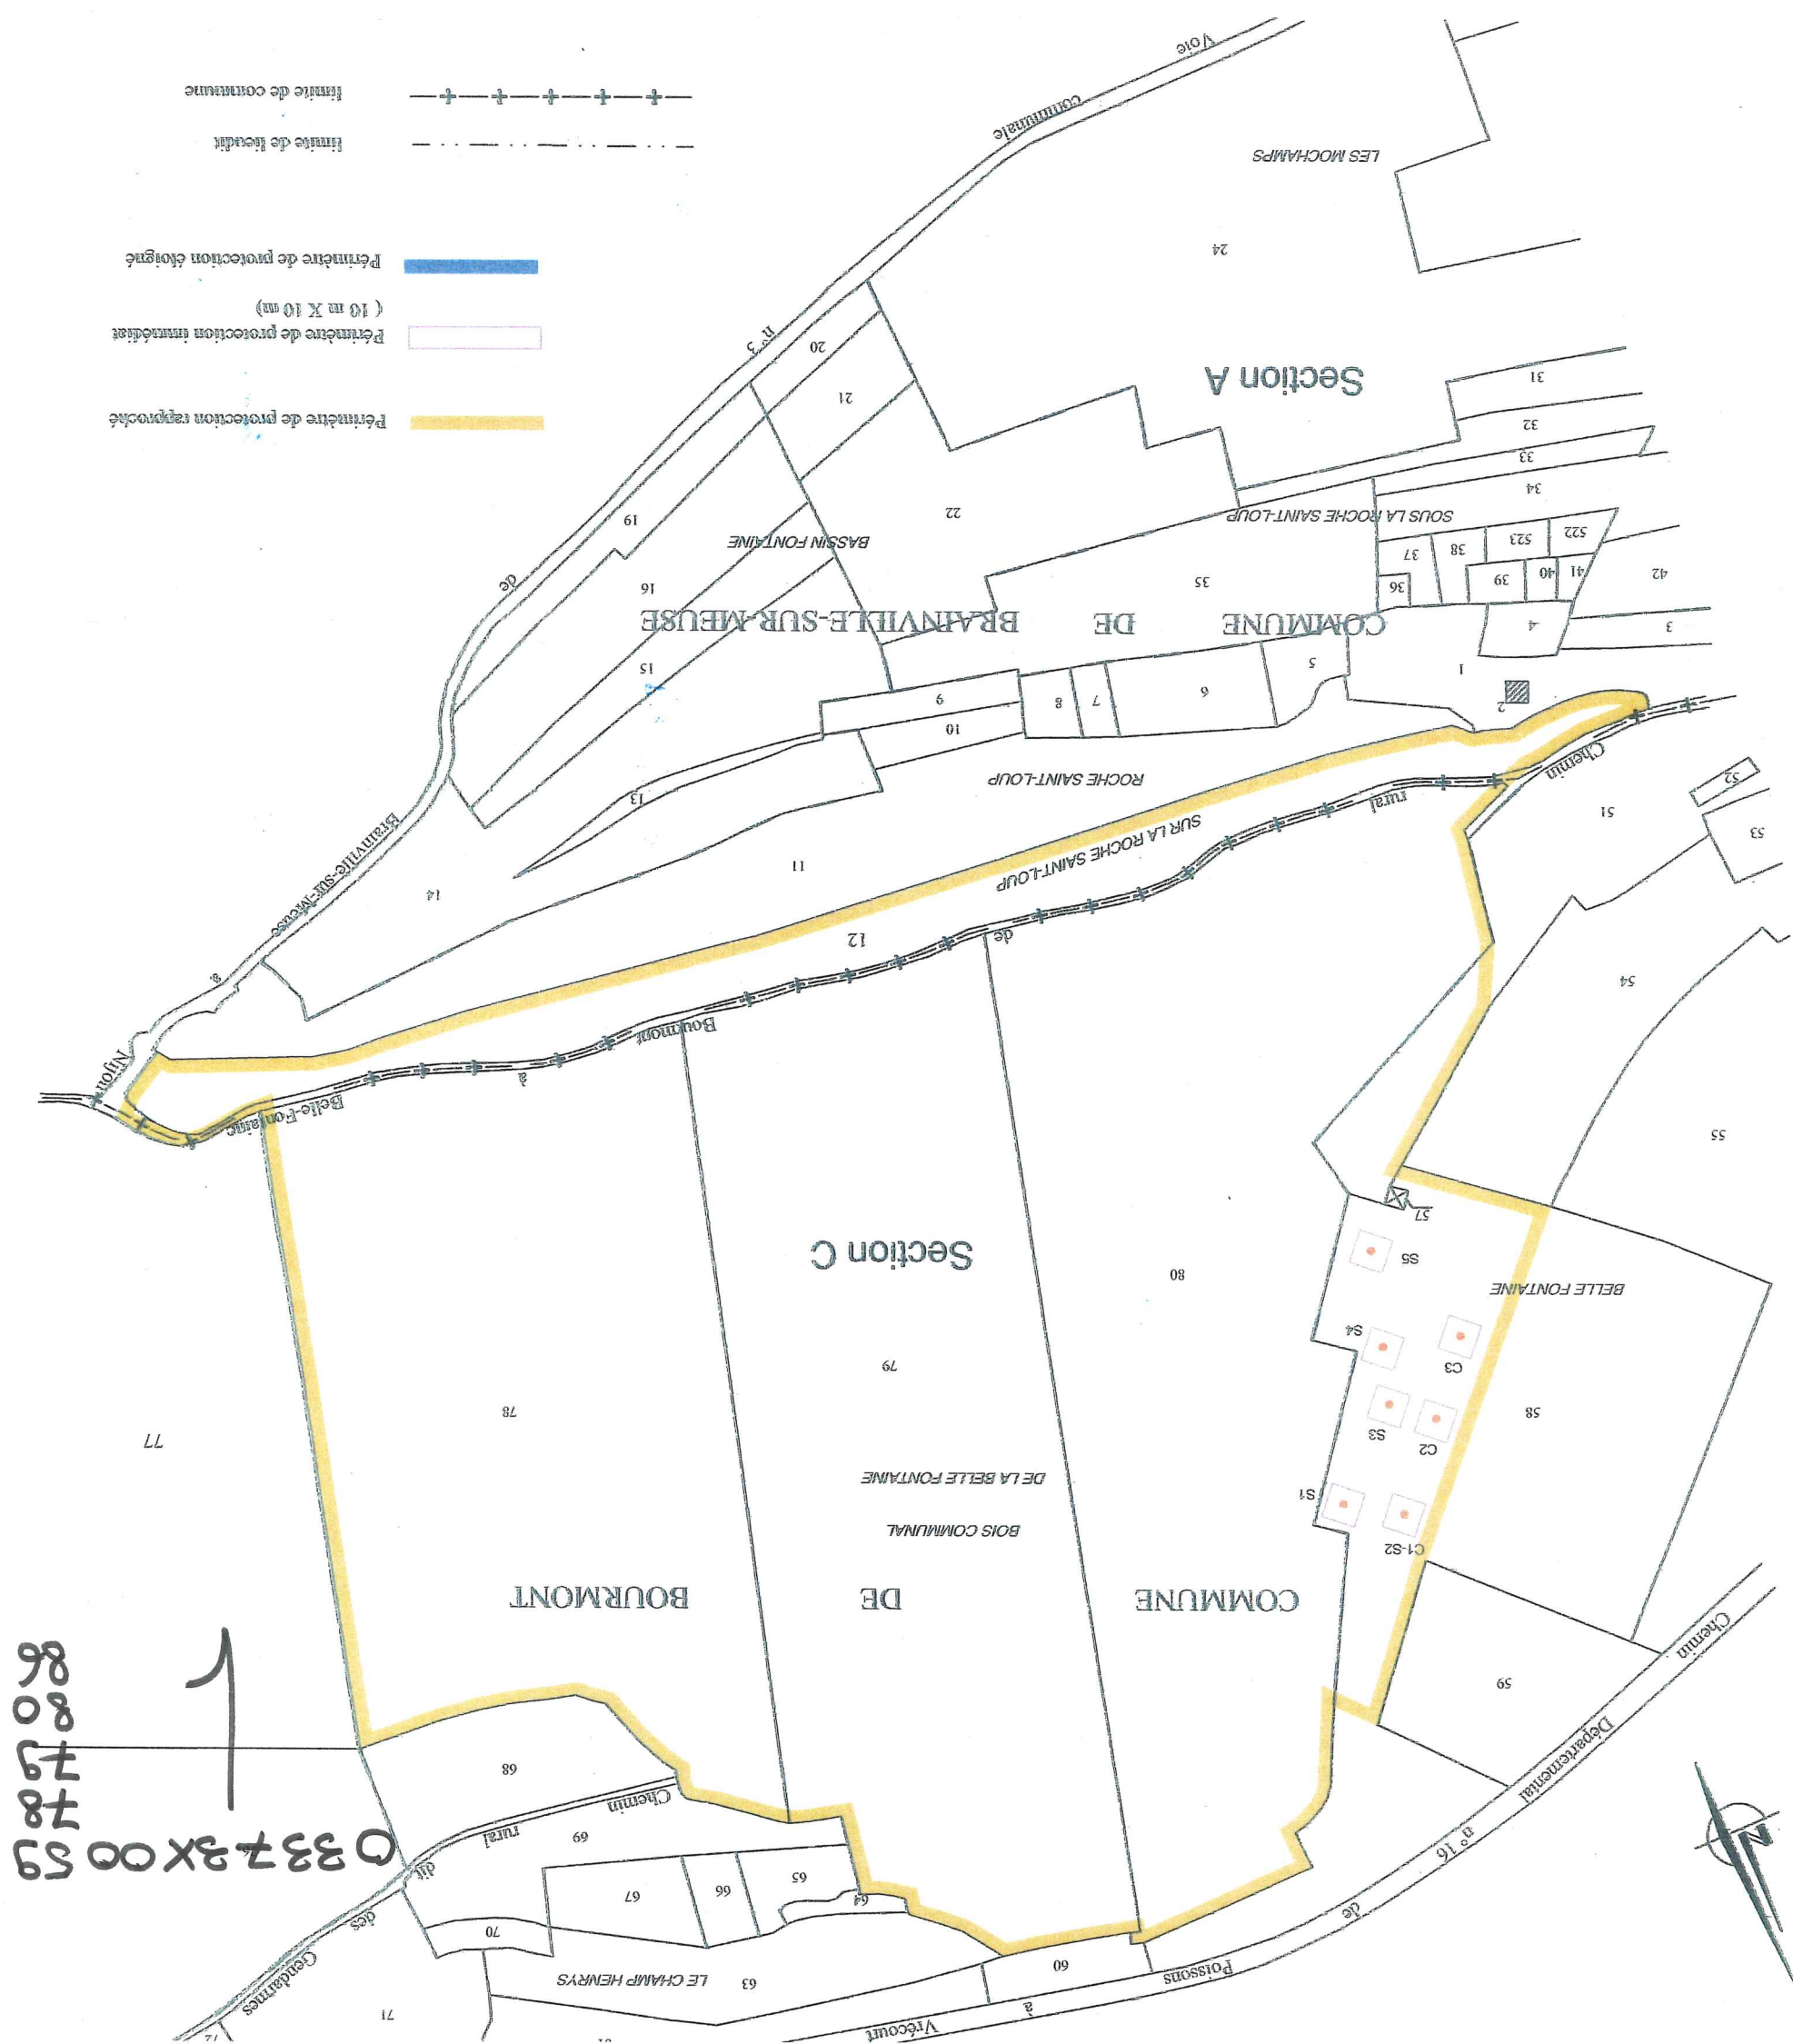 03373X0059
78
79
80
86
1
72
71
Vrécourt
à
Poissons
de
n° 16
Départemental
Chemin
N
Gendarmes
des
dit
rural
Chemin
LE CHAMP HENRYS
63
60
64
65
66
67
70
69
68
59
77
COMMUNE DE BOURMONT
BOIS COMMUNAL
DE LA BELLE FONTAINE
C1-S2
S1
C2
S3
58
78
79
80
C3
S4
BELLE FONTAINE
S5
57
Section C
55
54
Belle-Fontaine
à
Bourmont
de
rural
Chemin
Nijon
à
Brainville-sur-Meuse
de
n° 3
communale
Voie
12
SUR LA ROCHE SAINT-LOUP
51
53
52
14
11
13
ROCHE SAINT-LOUP
10
9
8
7
6
5
2
1
4
3
15
COMMUNE DE BRAINVILLE-SUR-MEUSE
16
35
36
37
38
39
40
41
42
BASSIN FONTAINE
SOUS LA ROCHE SAINT-LOUP
523
522
19
22
34
33
32
31
21
20
Section A
24
LES MOCHAMPS
Périmètre de protection rapproché
Périmètre de protection immédiat
( 10 m X 10 m)
Périmètre de protection éloigné
limite de lieudit
limite de commune